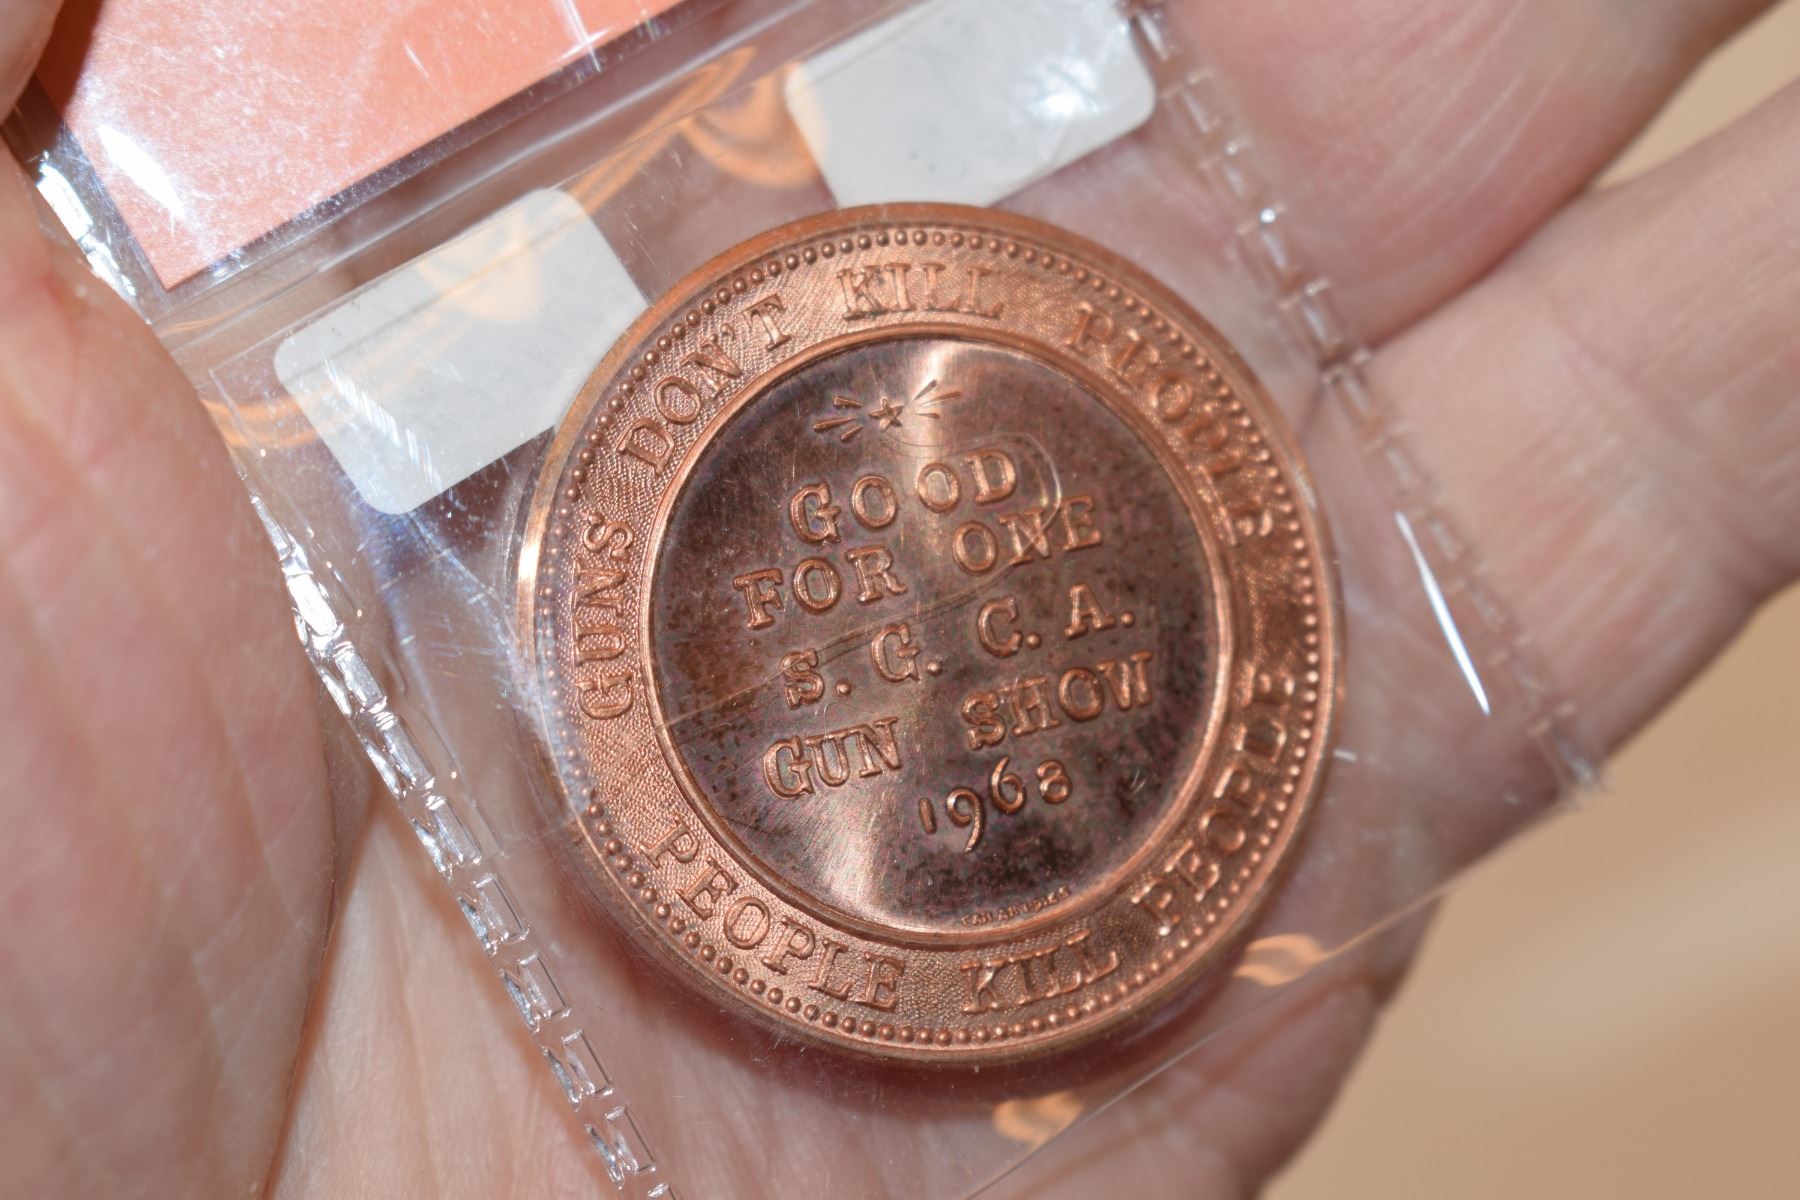 GUNS DON'T KILL PEOPLE
GOOD
FOR ONE
S. G. C. A.
GUN SHOW
1968
PEOPLE KILL PEOPLE